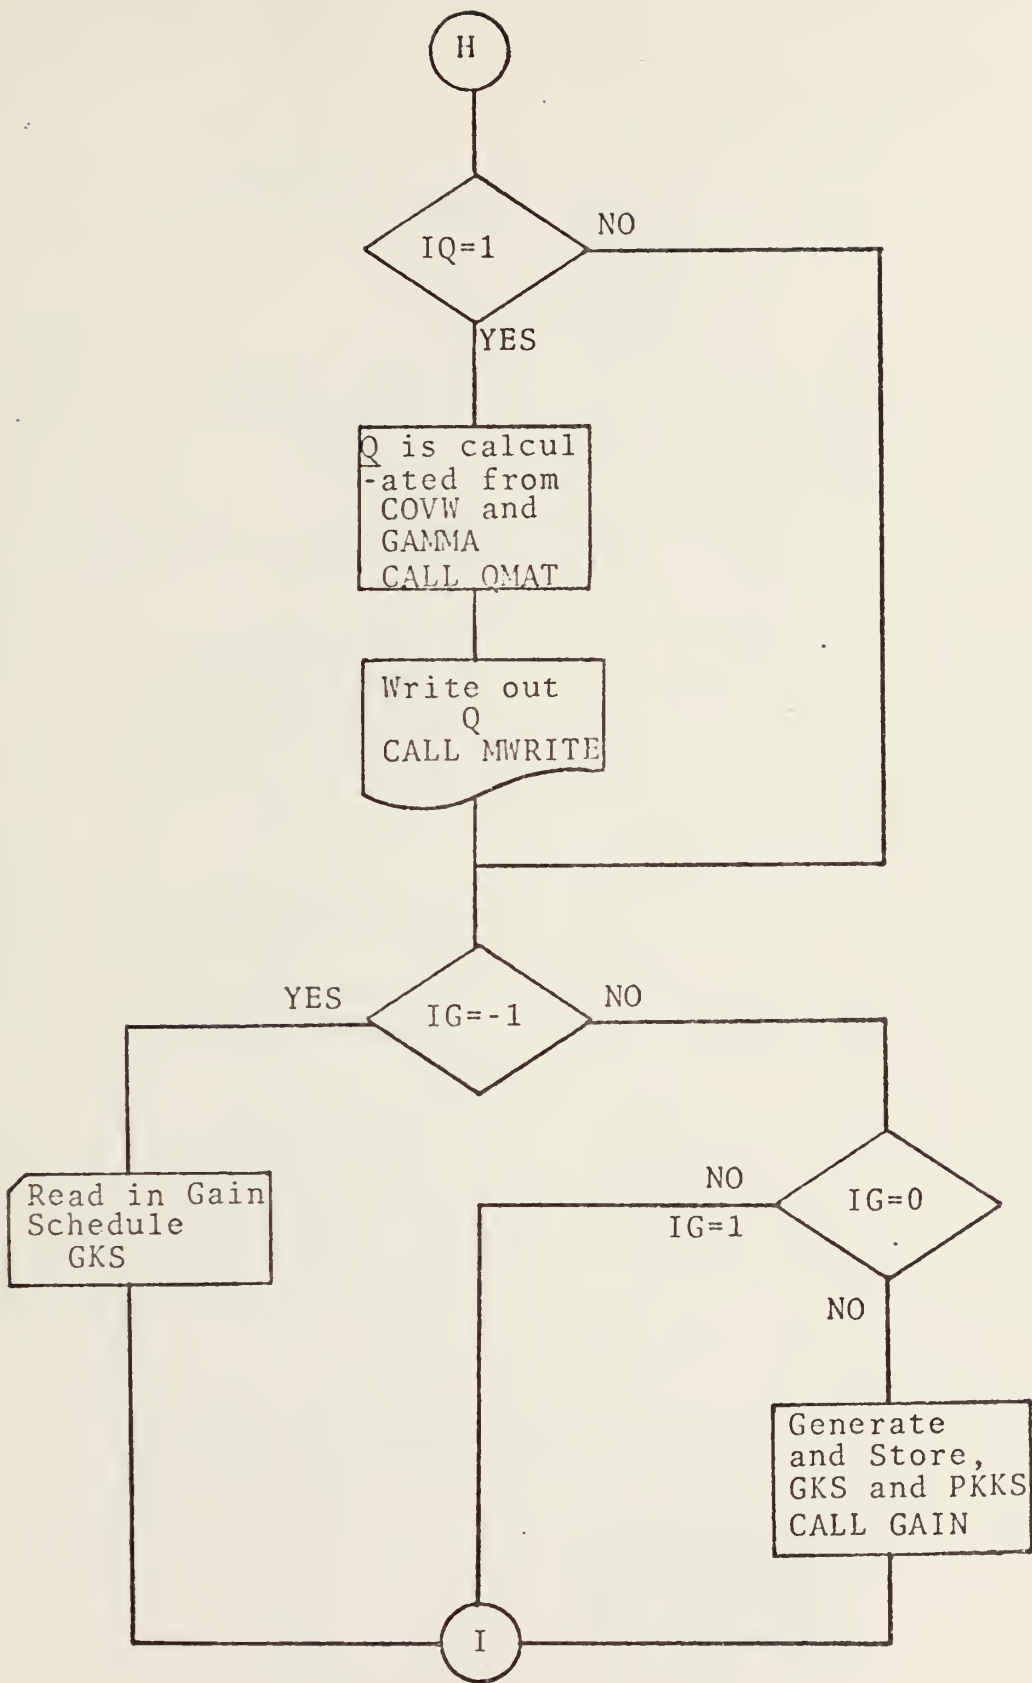 H
IQ=1
NO
YES
Q is calcul
-ated from
COVW and
GAMMA
CALL QMAT
Write out
Q
CALL MWRITE
YES
IG=-1
NO
NO
IG=1
IG=0
NO
Read in Gain
Schedule
GKS
Generate
and Store,
GKS and PKKS
CALL GAIN
I